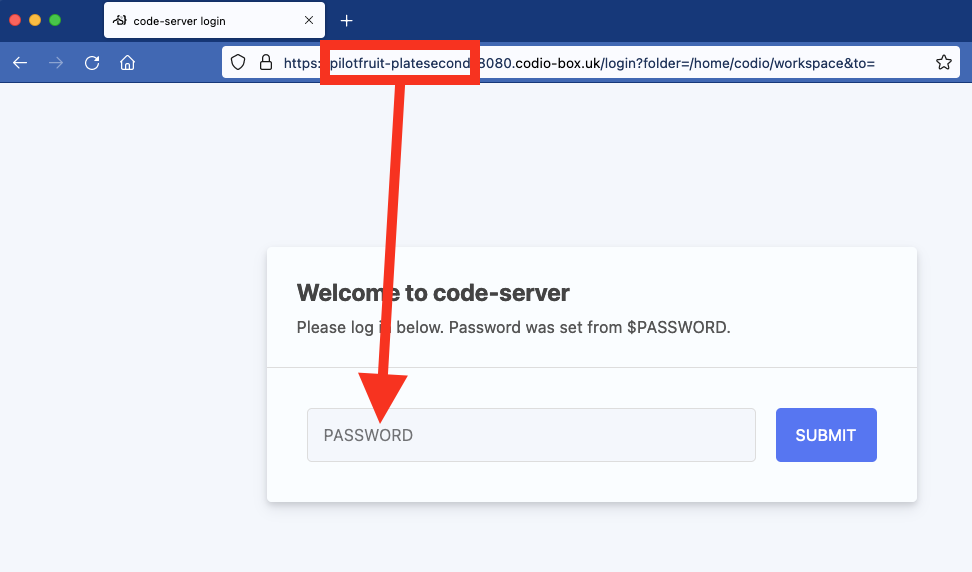 code-server login
https://pilotfruit-platesecond-8080.codio-box.uk/login?folder=/home/codio/workspace&to=
Welcome to code-server
Please log in below. Password was set from $PASSWORD.
PASSWORD
SUBMIT